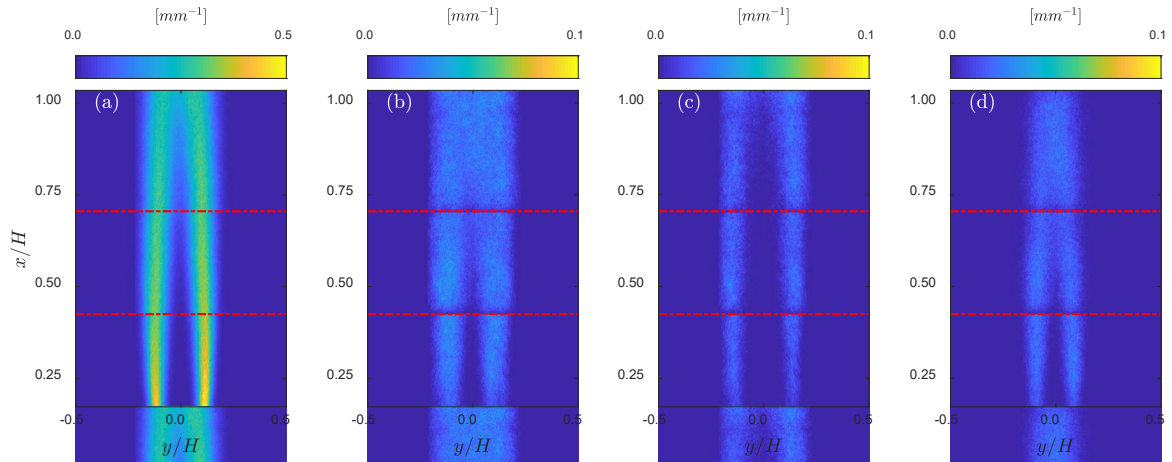 [mm⁻¹] [mm⁻¹] [mm⁻¹] [mm⁻¹]
0.0 0.5 0.0 0.1 0.0 0.1 0.0 0.1
(a) (b) (c) (d)
1.00 1.00 1.00 1.00
0.75 0.75 0.75 0.75
x/H
0.50 0.50 0.50 0.50
0.25 0.25 0.25 0.25
-0.5 0.0 0.5 -0.5 0.0 0.5 -0.5 0.0 0.5 -0.5 0.0 0.5
y/H y/H y/H y/H